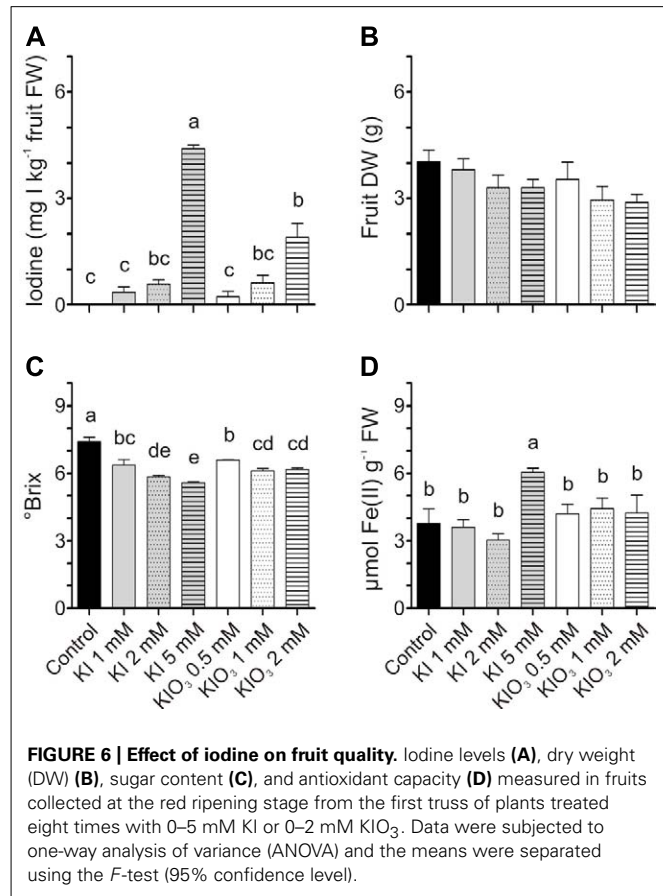 A
Iodine (mg I kg⁻¹ fruit FW)
6
3
0
c
c
bc
a
c
bc
b
B
Fruit DW (g)
6
4
2
0
C
°Brix
9
6
3
0
a
bc
de
e
b
cd
cd
Control
KI 1 mM
KI 2 mM
KI 5 mM
KIO₃ 0.5 mM
KIO₃ 1 mM
KIO₃ 2 mM
D
µmol Fe(II) g⁻¹ FW
9
6
3
0
b
b
b
a
b
b
b
Control
KI 1 mM
KI 2 mM
KI 5 mM
KIO₃ 0.5 mM
KIO₃ 1 mM
KIO₃ 2 mM
FIGURE 6 | Effect of iodine on fruit quality. Iodine levels (A), dry weight
(DW) (B), sugar content (C), and antioxidant capacity (D) measured in fruits
collected at the red ripening stage from the first truss of plants treated
eight times with 0–5 mM KI or 0–2 mM KIO₃. Data were subjected to
one-way analysis of variance (ANOVA) and the means were separated
using the F-test (95% confidence level).